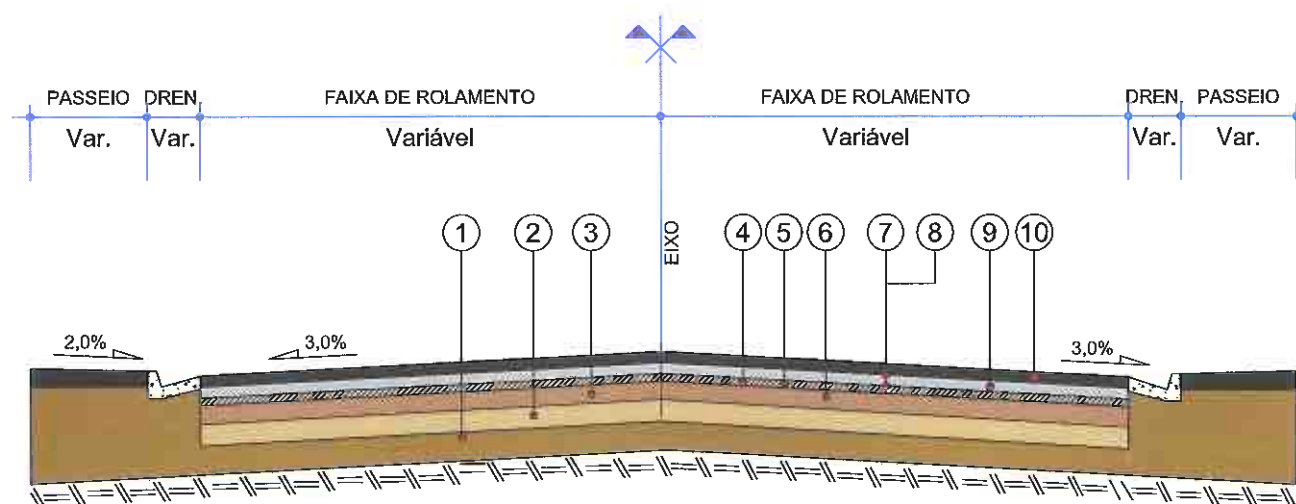 PASSEIO DREN. FAIXA DE ROLAMENTO FAIXA DE ROLAMENTO DREN. PASSEIO
Var. Var. Variável Variável Var. Var.
1 2 3 EIXO 4 5 6 7 8 9 10
2,0% 3,0% 3,0%